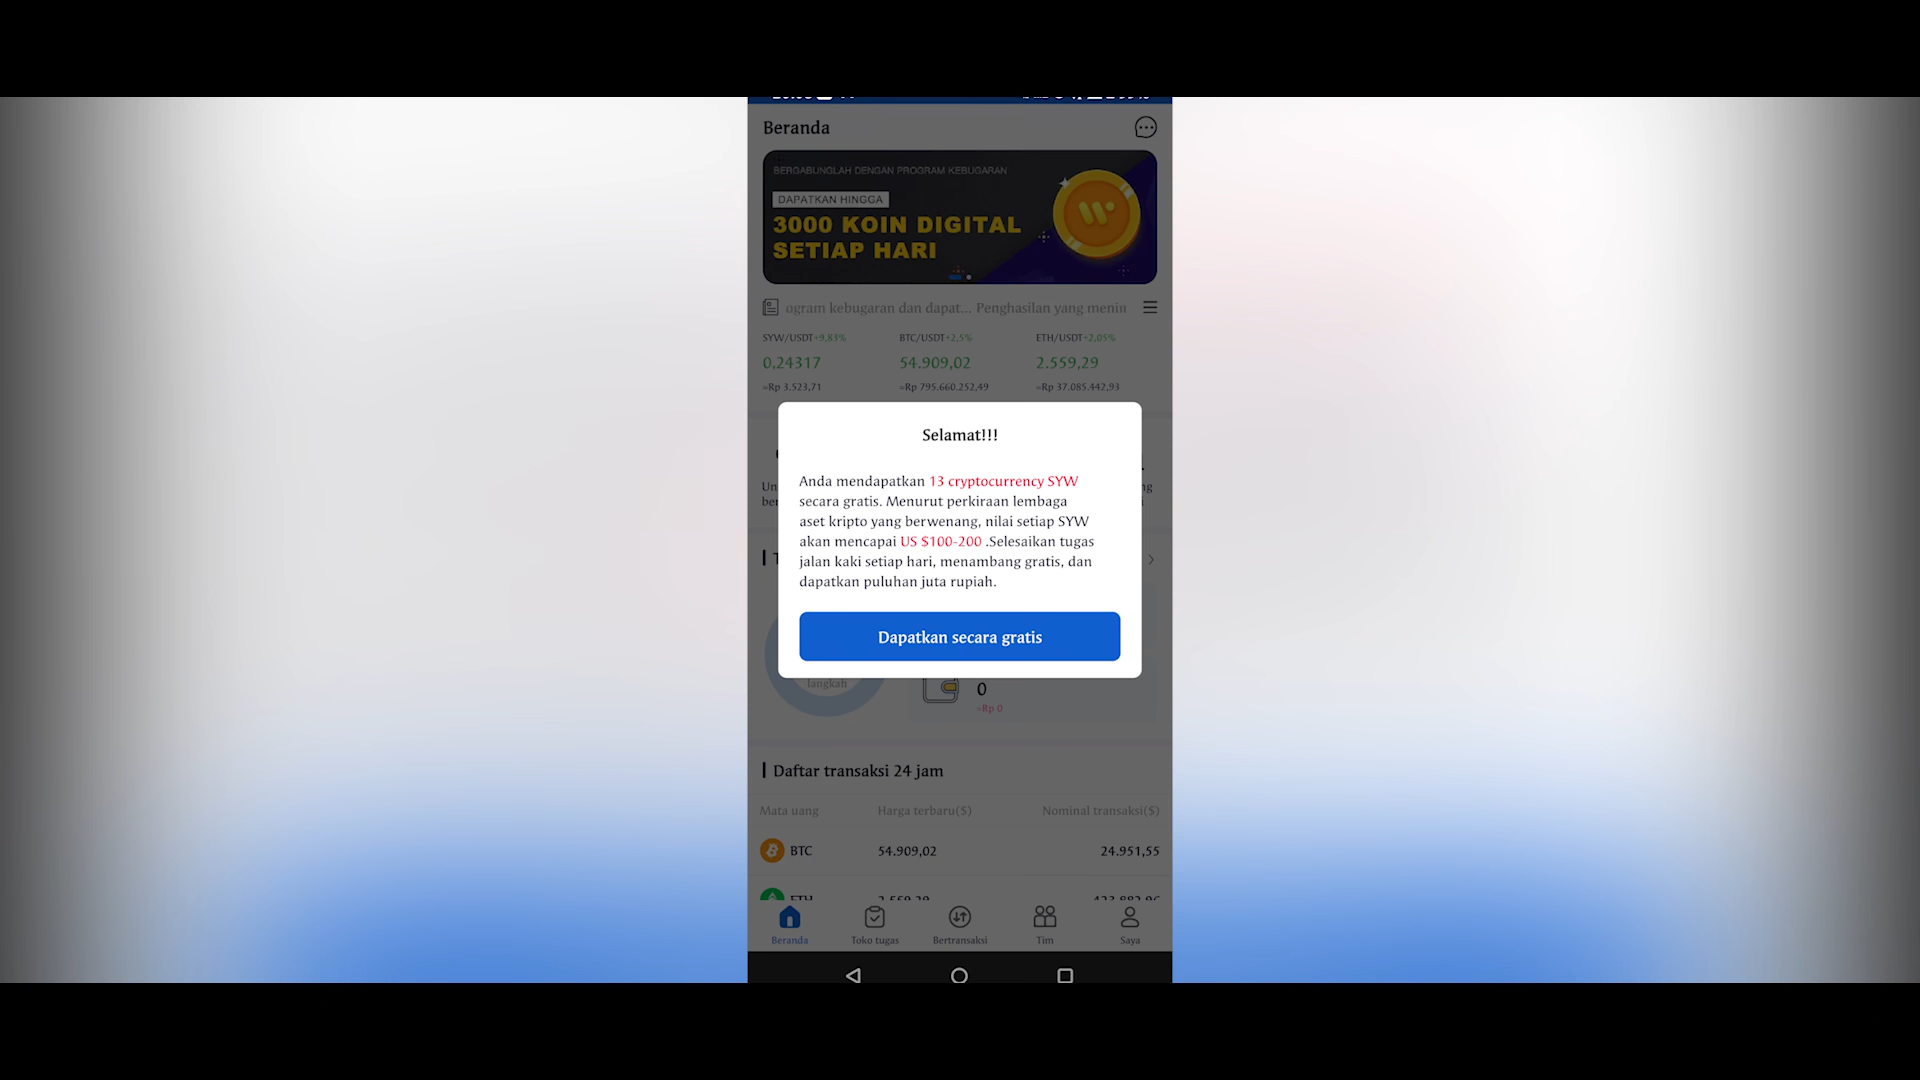 Beranda
BERGABUNGLAH DENGAN PROGRAM KEBUGARAN
DAPATKAN HINGGA
3000 KOIN DIGITAL
SETIAP HARI
ogram kebugaran dan dapat... Penghasilan yang menin
SYW/USDT+9,83% BTC/USDT+2,5% ETH/USDT+2,05%
0,24317 54.909,02 2.559,29
≈Rp 3.523,71 ≈Rp 795.660.252,49 ≈Rp 37.085.442,93
Selamat!!!
Anda mendapatkan 13 cryptocurrency SYW
secara gratis. Menurut perkiraan lembaga
aset kripto yang berwenang, nilai setiap SYW
akan mencapai US $100-200 .Selesaikan tugas
jalan kaki setiap hari, menambang gratis, dan
dapatkan puluhan juta rupiah.
Dapatkan secara gratis
langkah
0
≈Rp 0
Daftar transaksi 24 jam
Mata uang Harga terbaru($) Nominal transaksi($)
BTC 54.909,02 24.951,55
Beranda Toko tugas Bertransaksi Tim Saya